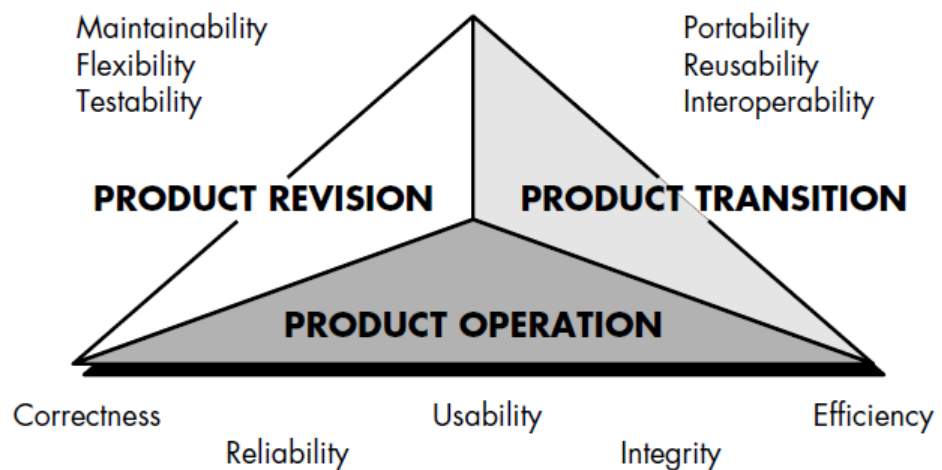 Maintainability
Flexibility
Testability
Portability
Reusability
Interoperability
PRODUCT REVISION
PRODUCT TRANSITION
PRODUCT OPERATION
Correctness
Usability
Efficiency
Reliability
Integrity